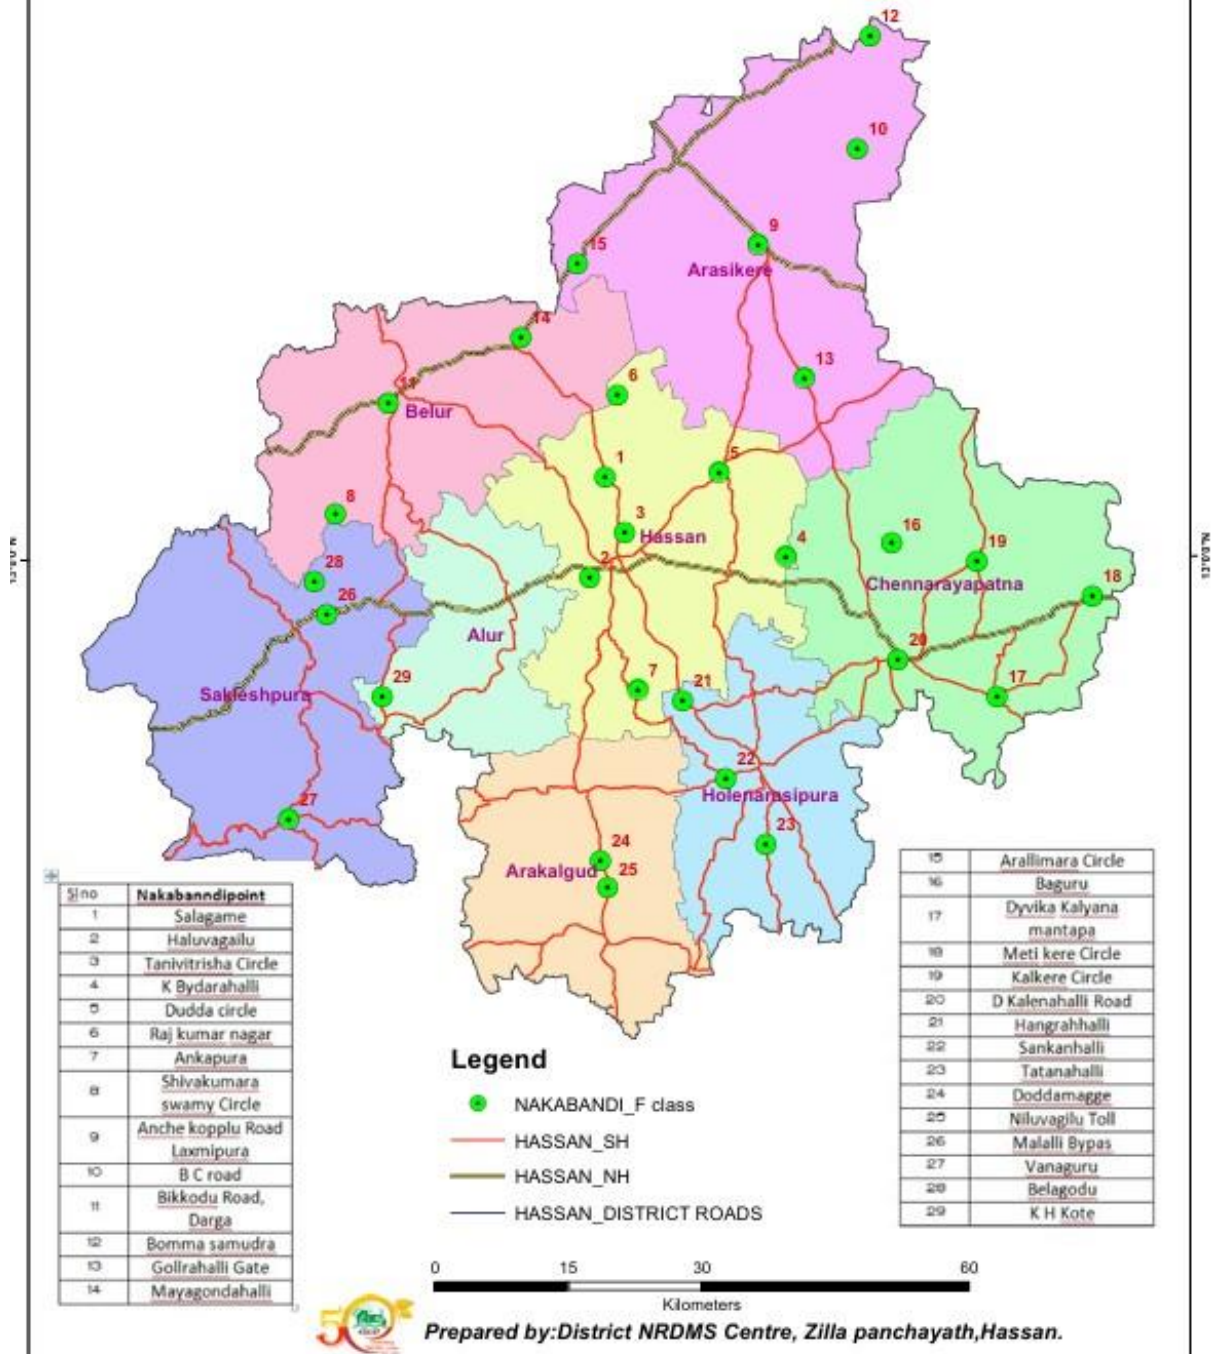 12
10
9
15
Arasikere
14
13
6
11
Belur
1
5
8
3
Hassan
16
4
19
28
2
Chennarayapatna
18
26
Alur
20
29
7
21
17
Sakleshpura
22
Holenarasipura
27
23
24
Arakalgud
25
13°0'0"N
13°0'0"N
Sl no Nakabanndipoint
1 Salagame
2 Haluvagailu
3 Tanivitrisha Circle
4 K Bydarahalli
5 Dudda circle
6 Raj kumar nagar
7 Ankapura
8 Shivakumara
swamy Circle
9 Anche kopplu Road
Laxmipura
10 B C road
11 Bikkodu Road,
Darga
12 Bomma samudra
13 Gollrahalli Gate
14 Mayagondahalli
15 Arallimara Circle
16 Baguru
17 Dyvika Kalyana
mantapa
18 Meti kere Circle
19 Kalkere Circle
20 D Kalenahalli Road
21 Hangrahhalli
22 Sankanhalli
23 Tatanahalli
24 Doddamagge
25 Niluvagilu Toll
26 Malalli Bypas
27 Vanaguru
28 Belagodu
29 K H Kote
Legend
NAKABANDI_F class
HASSAN_SH
HASSAN_NH
HASSAN_DISTRICT ROADS
0 15 30 60
Kilometers
Prepared by:District NRDMS Centre, Zilla panchayath,Hassan.